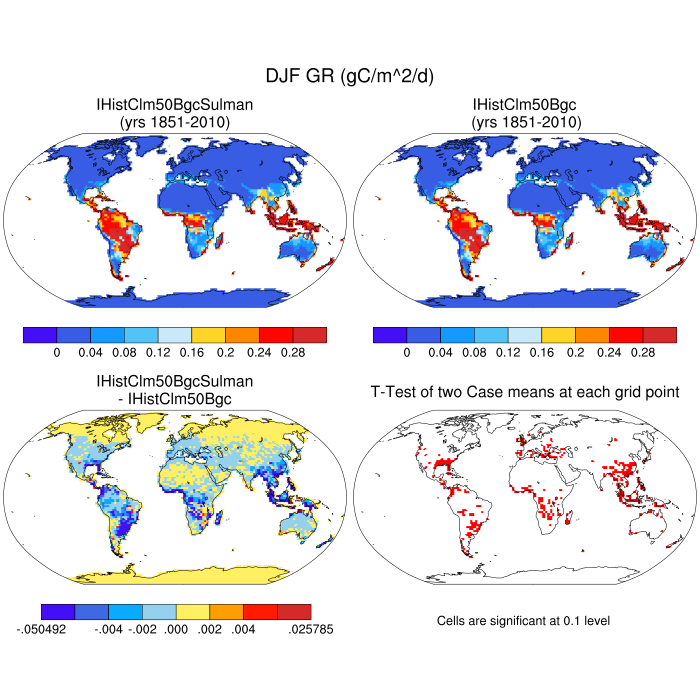 DJF GR (gC/m^2/d)
IHistClm50BgcSulman
(yrs 1851-2010)
IHistClm50Bgc
(yrs 1851-2010)
0 0.04 0.08 0.12 0.16 0.2 0.24 0.28
0 0.04 0.08 0.12 0.16 0.2 0.24 0.28
IHistClm50BgcSulman
- IHistClm50Bgc
T-Test of two Case means at each grid point
-.050492 -.004 -.002 .000 .002 .004 .025785
Cells are significant at 0.1 level